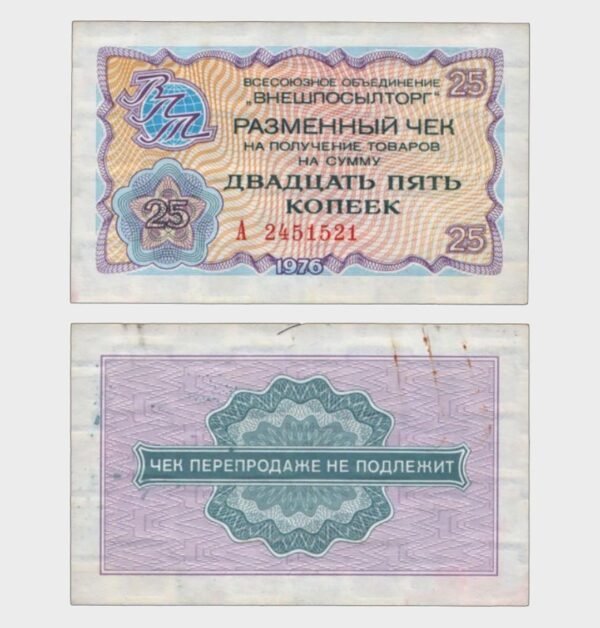 ВПТ
ВСЕСОЮЗНОЕ ОБЪЕДИНЕНИЕ
25
„ВНЕШПОСЫЛТОРГ"
РАЗМЕННЫЙ ЧЕК
НА ПОЛУЧЕНИЕ ТОВАРОВ
НА СУММУ
ДВАДЦАТЬ ПЯТЬ
КОПЕЕК
25
А 2451521
25
1976
ЧЕК ПЕРЕПРОДАЖЕ НЕ ПОДЛЕЖИТ